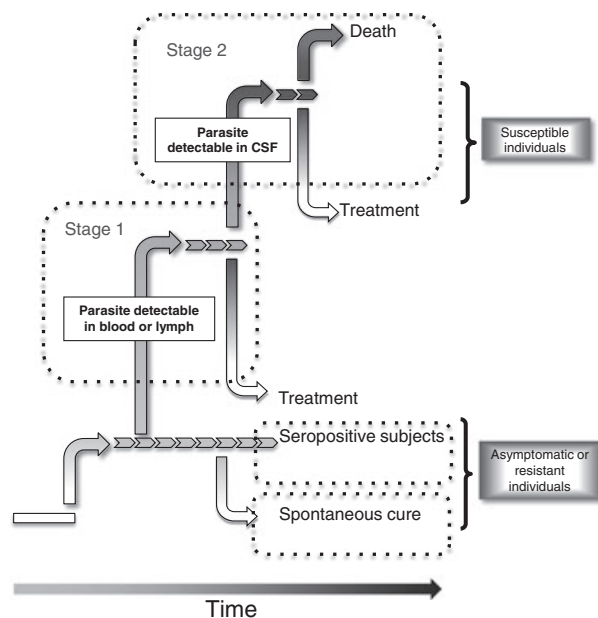 Death
Stage 2
Parasite
detectable in CSF
Susceptible
individuals
Treatment
Stage 1
Parasite detectable
in blood or lymph
Treatment
Seropositive subjects
Asymptomatic or
resistant
individuals
Spontaneous cure
Time